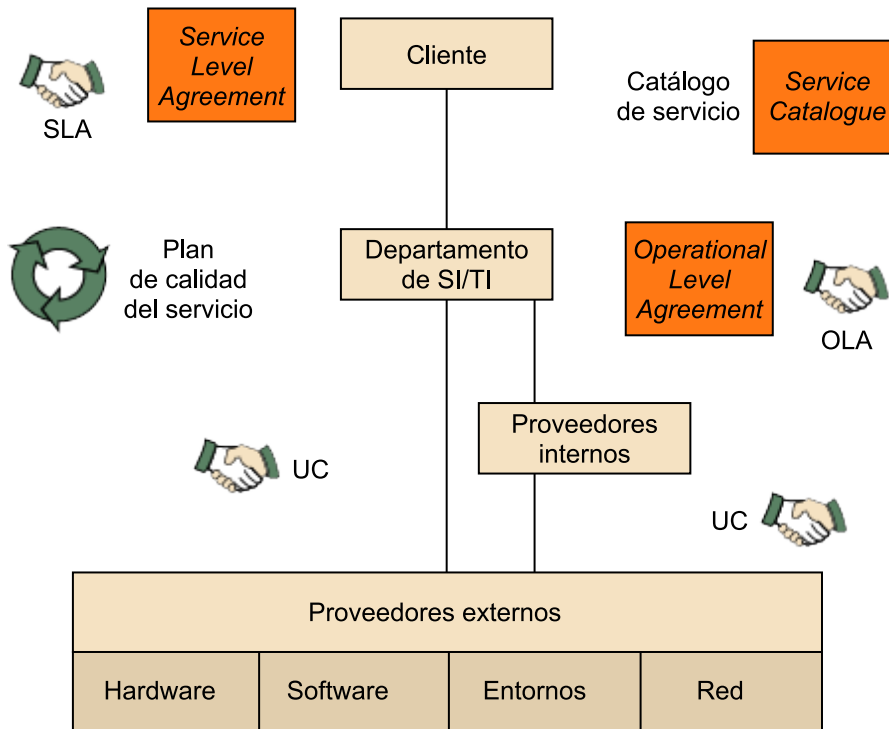 Service
Level
Agreement
SLA
Cliente
Catálogo
de servicio
Service
Catalogue
Plan
de calidad
del servicio
Departamento
de SI/TI
Operational
Level
Agreement
OLA
Proveedores
internos
UC
UC
Proveedores externos
Hardware
Software
Entornos
Red